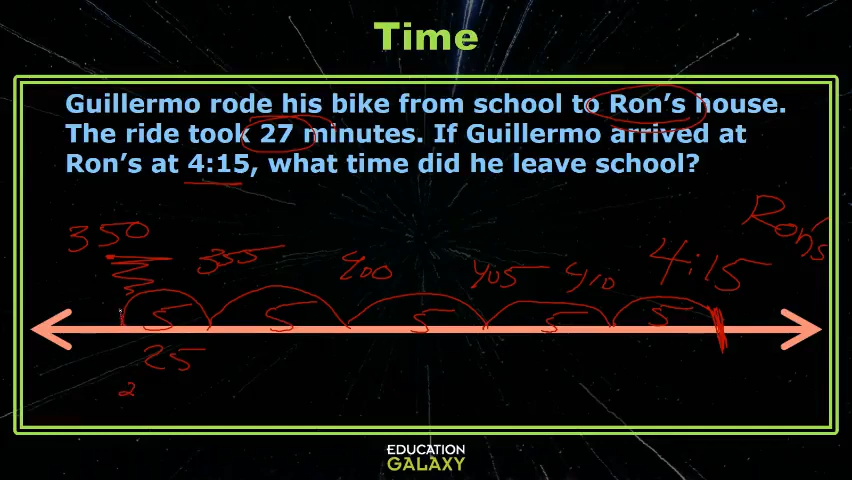 Time
Guillermo rode his bike from school to Ron's house.
The ride took 27 minutes. If Guillermo arrived at
Ron's at 4:15, what time did he leave school?
Ron's
350 355 400 405 410 4:15
5 5 5 5 5
25
2
EDUCATION
GALAXY